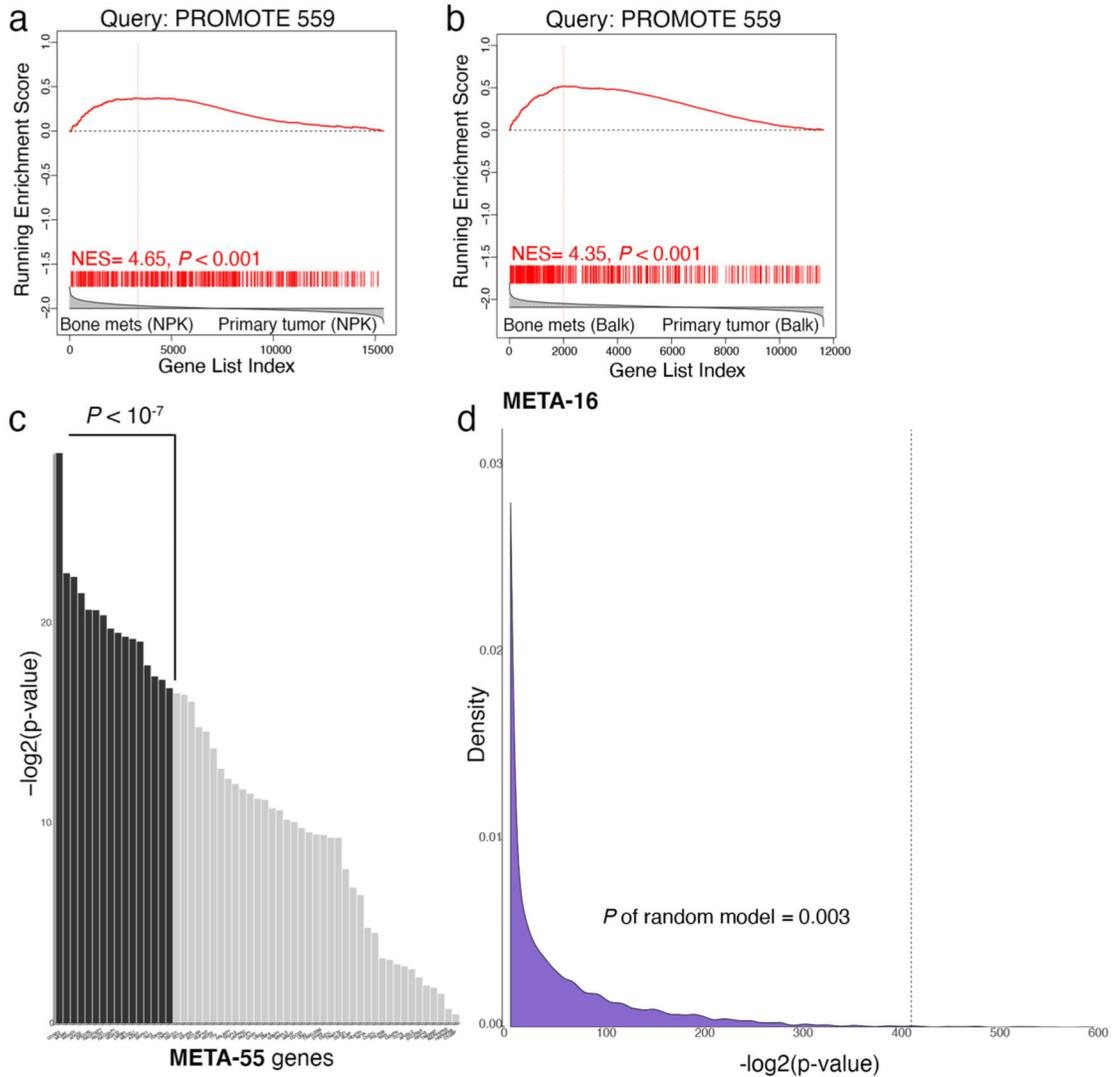 a
Query: PROMOTE 559
Running Enrichment Score
1.0
0.5
0.0
−0.5
−1.0
−1.5
−2.0
NES= 4.65, P < 0.001
Bone mets (NPK)
Primary tumor (NPK)
0
5000
10000
15000
Gene List Index
b
Query: PROMOTE 559
Running Enrichment Score
1.0
0.5
0.0
−0.5
−1.0
−1.5
−2.0
NES= 4.35, P < 0.001
Bone mets (Balk)
Primary tumor (Balk)
0
2000
4000
6000
8000
10000
12000
Gene List Index
c
P < 10-7
−log2(p-value)
20
10
0
META-55 genes
d
META-16
Density
0.03
0.02
0.01
0.00
P of random model = 0.003
0
100
200
300
400
500
600
-log2(p-value)